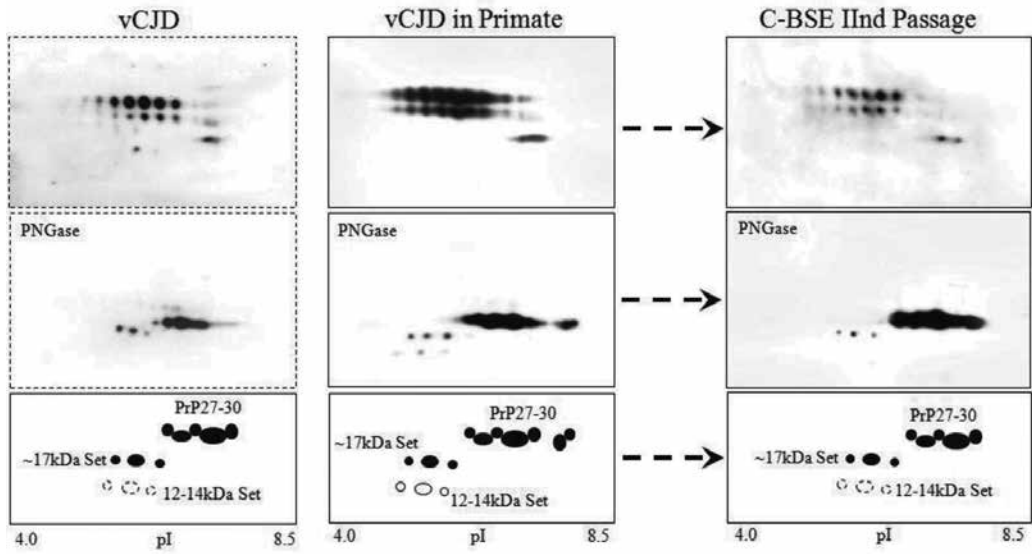 vCJD
vCJD in Primate
C-BSE IInd Passage
PNGase
PNGase
PNGase
PrP27-30
~17kDa Set
12-14kDa Set
PrP27-30
~17kDa Set
12-14kDa Set
PrP27-30
~17kDa Set
12-14kDa Set
4.0 pI 8.5
4.0 pI 8.5
4.0 pI 8.5